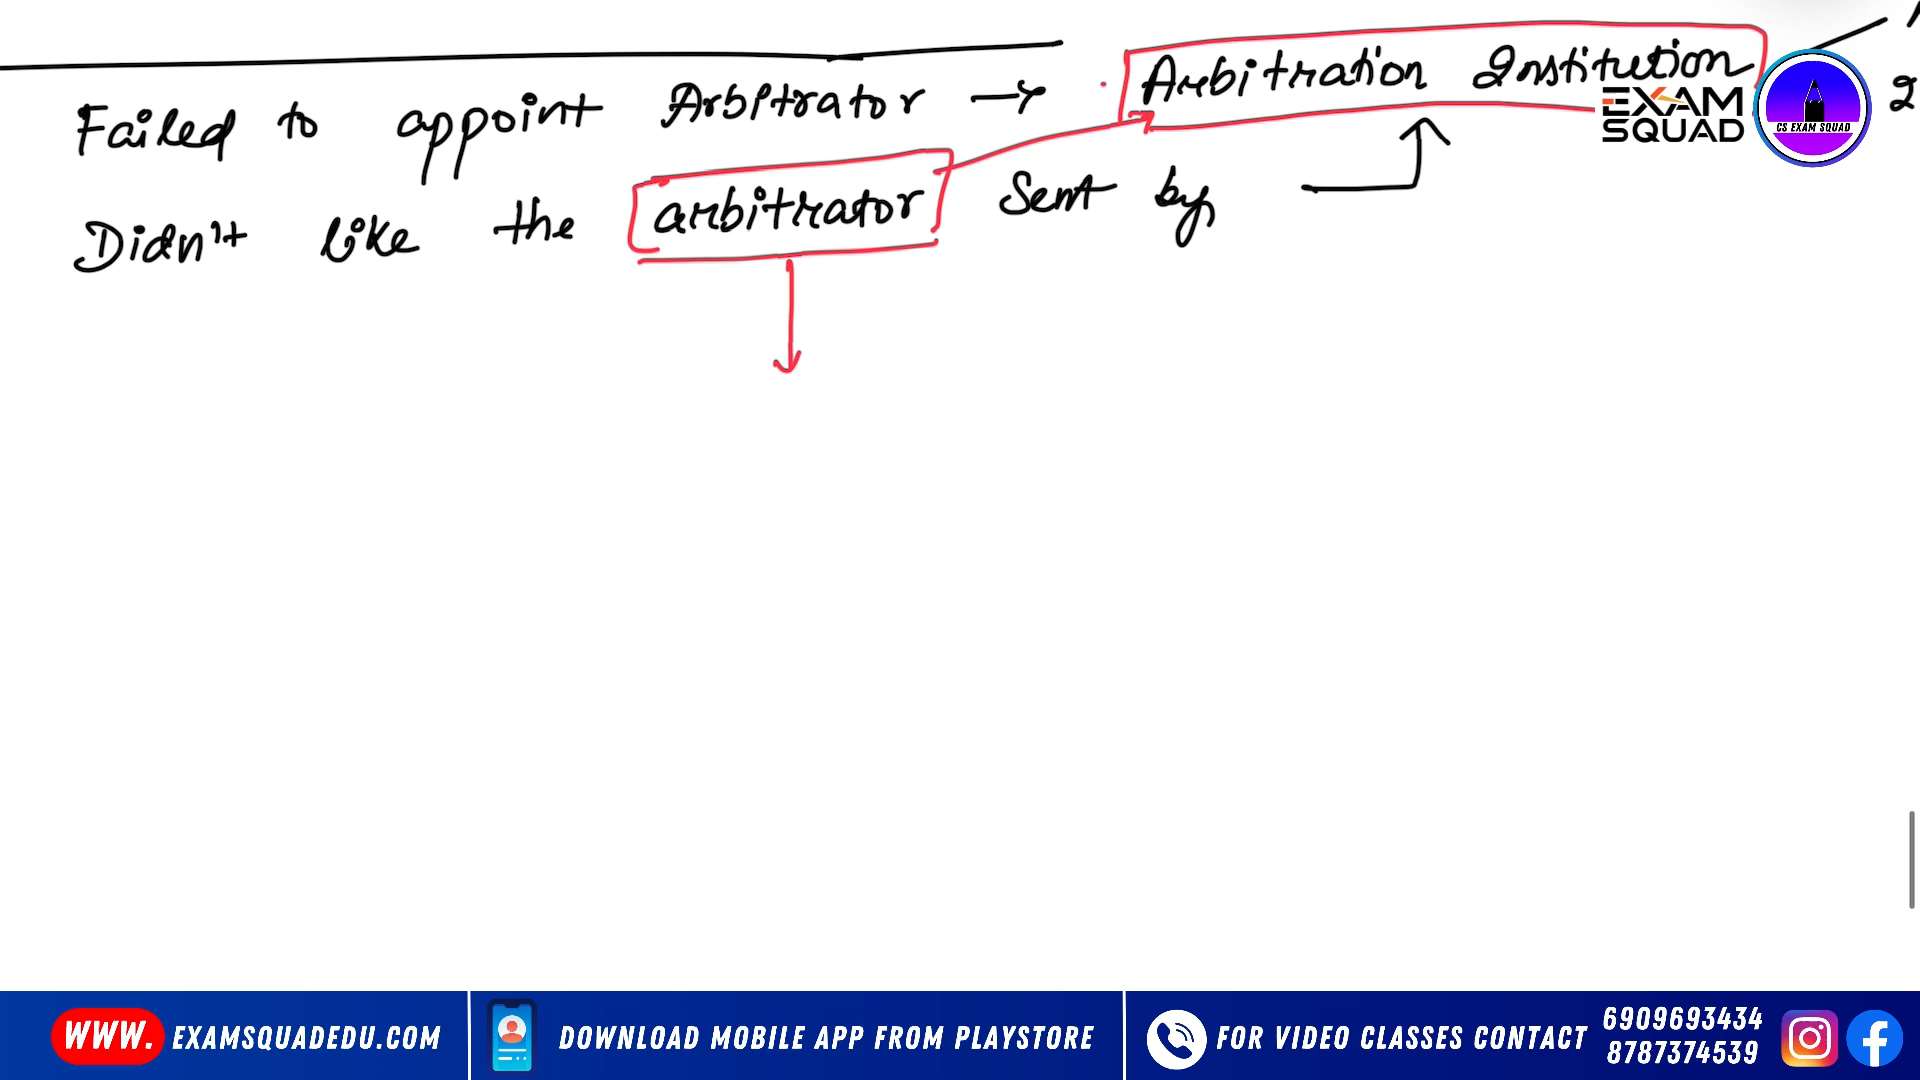 Failed to appoint Arbitrator → Arbitration Institution
Didn't like the arbitrator sent by
EXAM
SQUAD
CS EXAM SQUAD
2
WWW. EXAMSQUADEDU.COM
DOWNLOAD MOBILE APP FROM PLAYSTORE
FOR VIDEO CLASSES CONTACT
6909693434
8787374539